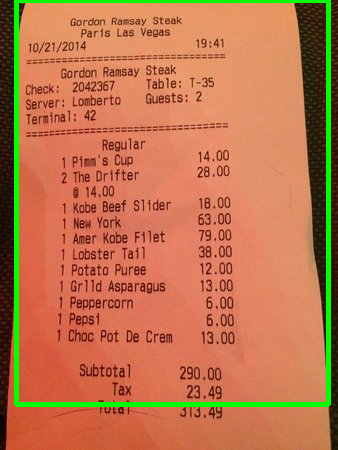 Gordon Ramsay Steak
Paris Las Vegas
10/21/2014 19:41
Gordon Ramsay Steak
Check: 2042367 Table: T-35
Server: Lomberto Guests: 2
Terminal: 42
Regular
1 Pimm's Cup 14.00
2 The Drifter 28.00
@ 14.00
1 Kobe Beef Slider 18.00
1 New York 63.00
1 Amer Kobe Filet 79.00
1 Lobster Tail 38.00
1 Potato Puree 12.00
1 Grlld Asparagus 13.00
1 Peppercorn 6.00
1 Pepsi 6.00
1 Choc Pot De Crem 13.00
Subtotal 290.00
Tax 23.49
Total 313.49